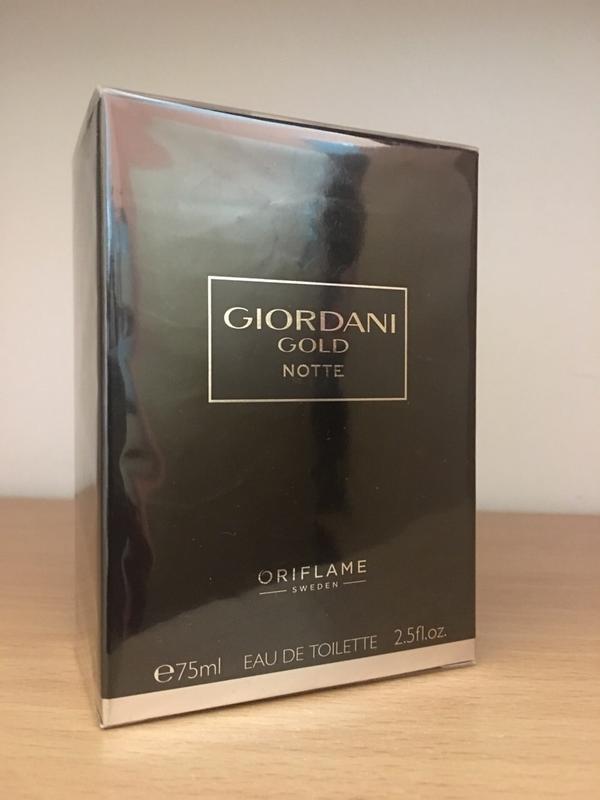 GIORDANI
GOLD
NOTTE
ORIFLAME
SWEDEN
℮75ml EAU DE TOILETTE 2.5fl.oz.